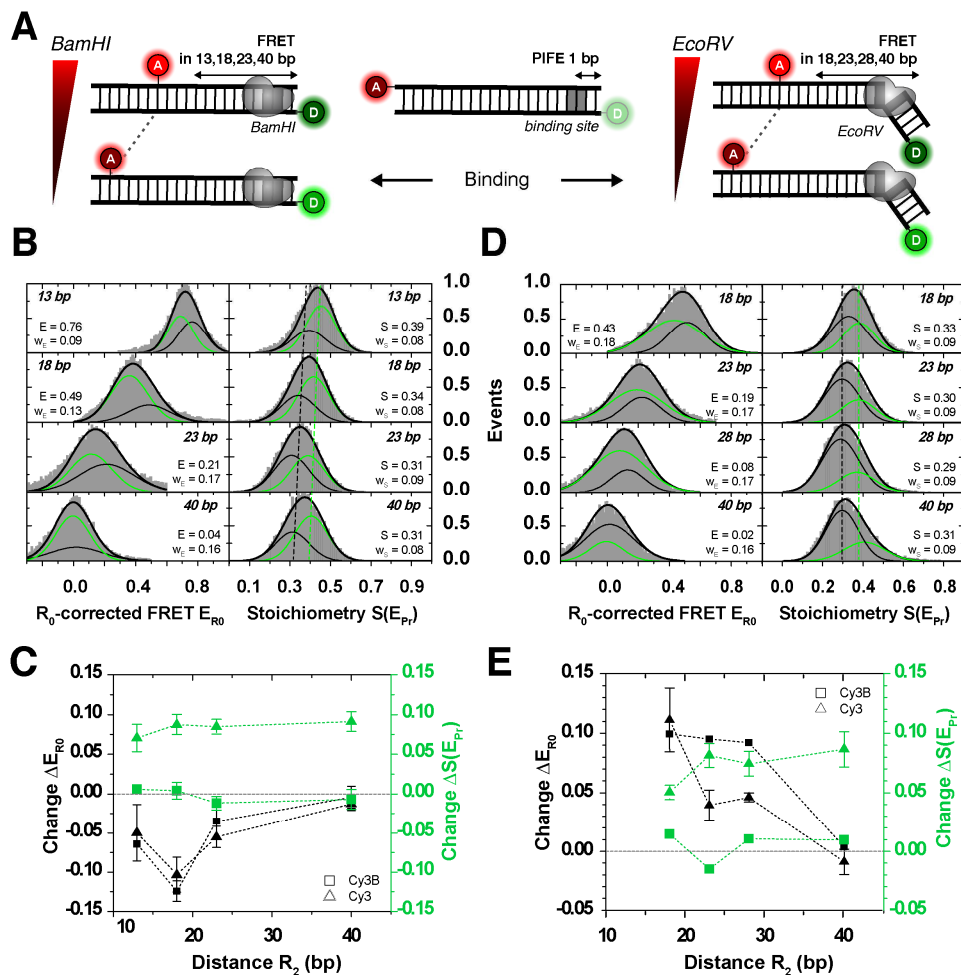 A
BamHI
FRET
in 13,18,23,40 bp
A
BamHI
D
A
D
PIFE 1 bp
A
D
binding site
Binding
EcoRV
FRET
in 18,23,28,40 bp
A
EcoRV
D
A
D
B
13 bp
E = 0.76
wE = 0.09
13 bp
S = 0.39
wS = 0.08
18 bp
E = 0.49
wE = 0.13
18 bp
S = 0.34
wS = 0.08
23 bp
E = 0.21
wE = 0.17
23 bp
S = 0.31
wS = 0.09
40 bp
E = 0.04
wE = 0.16
40 bp
S = 0.31
wS = 0.08
1.0
0.5
0.0
0.5
0.0
0.5
0.0
0.5
0.0
0.0 0.4 0.8
0.1 0.3 0.5 0.7 0.9
R0-corrected FRET ER0
Stoichiometry S(EPr)
Events
D
1.0
0.5
0.0
0.5
0.0
0.5
0.0
0.5
0.0
E = 0.43
wE = 0.18
18 bp
18 bp
S = 0.33
wS = 0.09
23 bp
E = 0.19
wE = 0.17
23 bp
S = 0.30
wS = 0.09
28 bp
E = 0.08
wE = 0.17
28 bp
S = 0.29
wS = 0.09
40 bp
E = 0.02
wE = 0.16
40 bp
S = 0.31
wS = 0.09
0.0 0.4 0.8
0.0 0.2 0.4 0.6 0.8
R0-corrected FRET ER0
Stoichiometry S(EPr)
C
Change ΔER0
0.15
0.10
0.05
0.00
-0.05
-0.10
-0.15
0.15
0.10
0.05
0.00
-0.05
-0.10
-0.15
Change ΔS(EPr)
Cy3B
Cy3
10 20 30 40
Distance R2 (bp)
E
Change ΔER0
0.15
0.10
0.05
0.00
-0.05
0.15
0.10
0.05
0.00
0.05
Change ΔS(EPr)
Cy3B
Cy3
10 20 30 40
Distance R2 (bp)